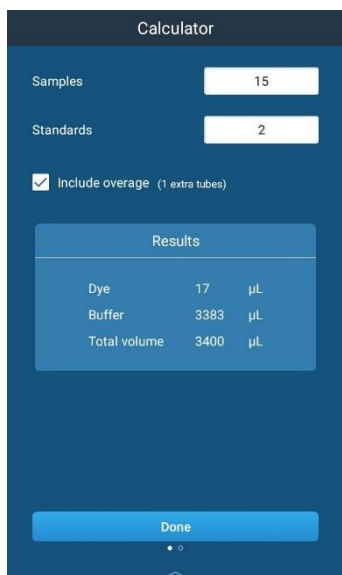 Calculator
Samples 15
Standards 2
Include overage (1 extra tubes)
Results
Dye 17 µL
Buffer 3383 µL
Total volume 3400 µL
Done